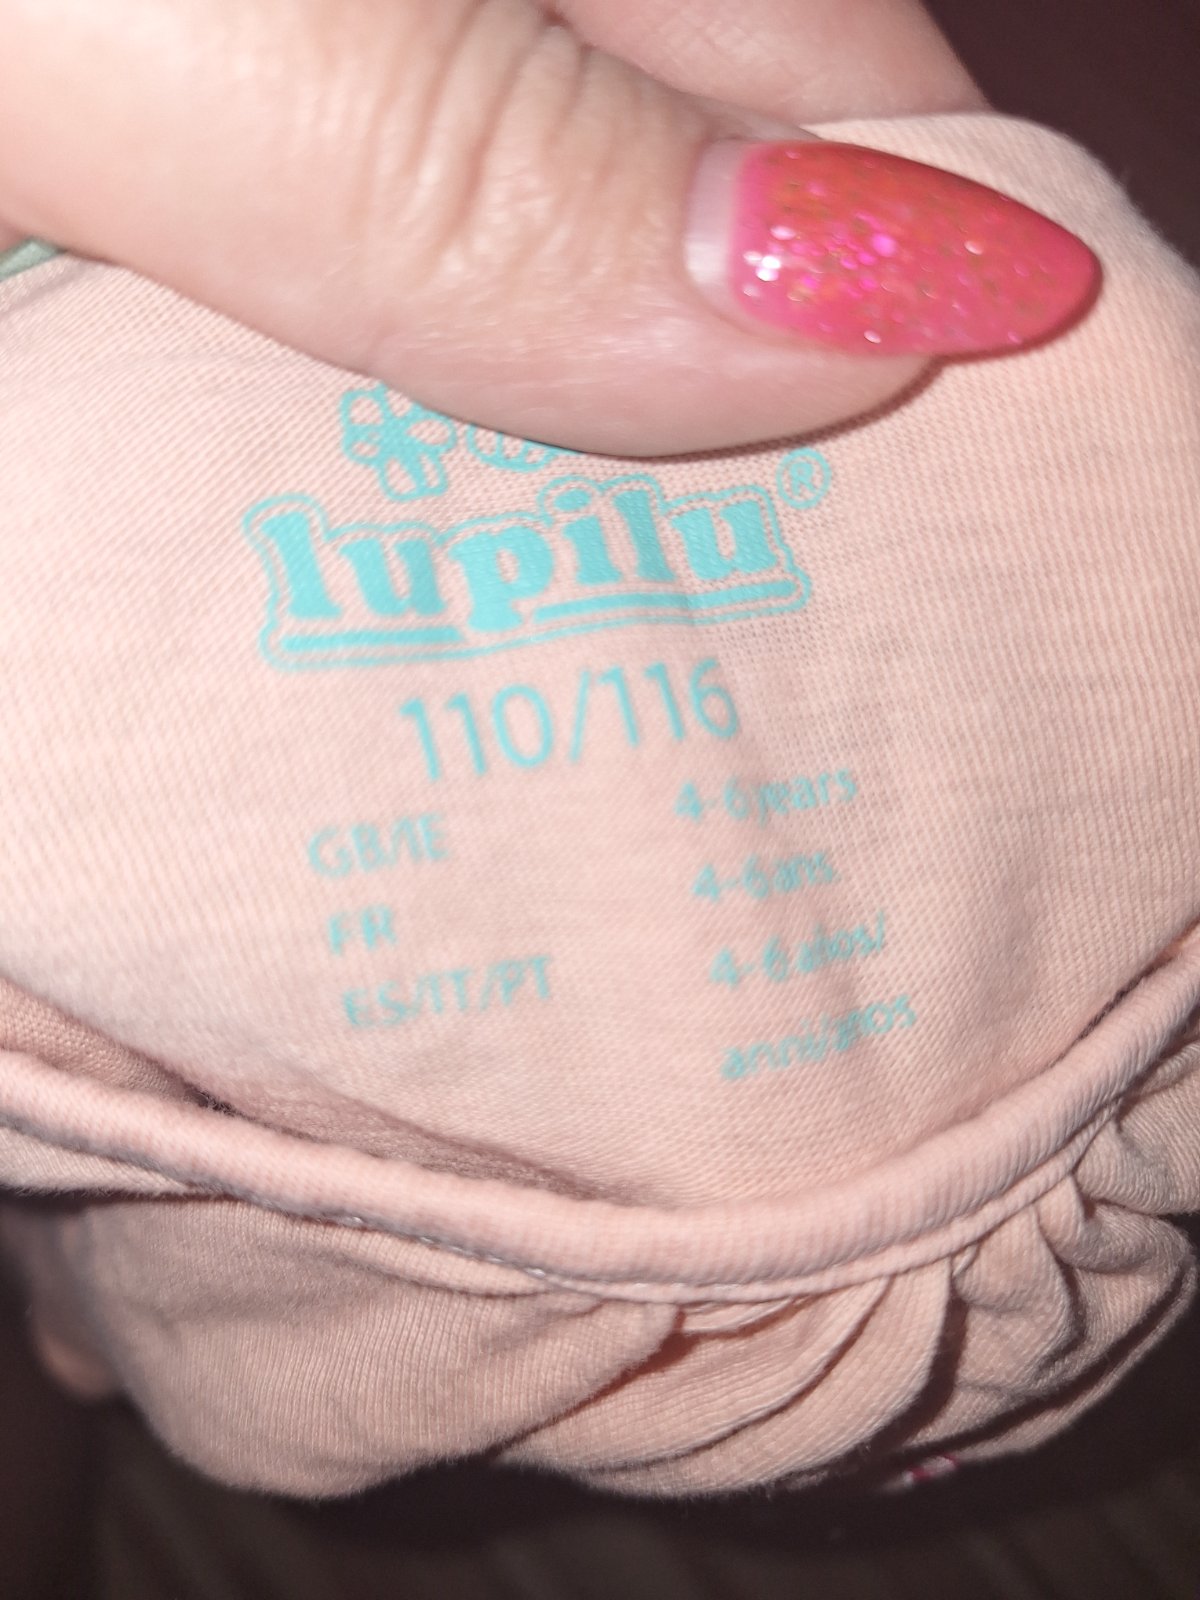 lupilu®
110/116
GB/IE 4-6 years
FR 4-6 ans
ES/IT/PT 4-6 años/
anni/anos